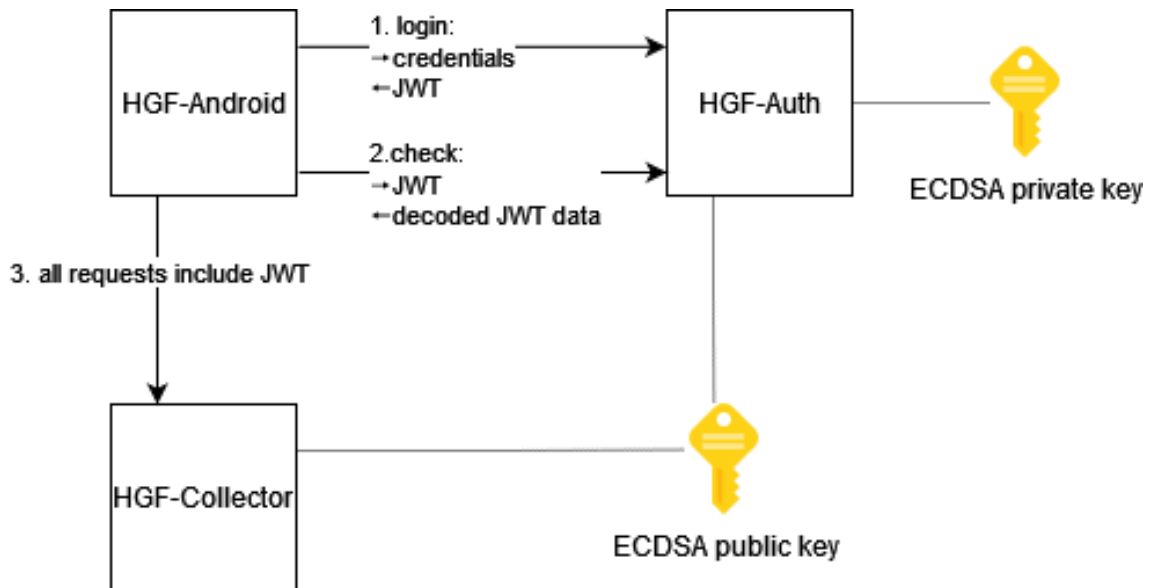 HGF-Android
1. login:
→credentials
←JWT
HGF-Auth
ECDSA private key
2.check:
→JWT
←decoded JWT data
3. all requests include JWT
HGF-Collector
ECDSA public key